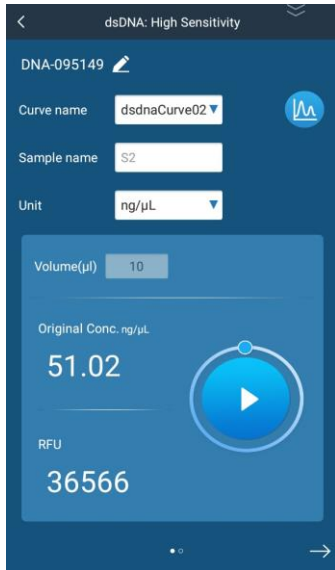 dsDNA: High Sensitivity
DNA-095149
Curve name dsdnaCurve02
Sample name S2
Unit ng/µL
Volume(µl) 10
Original Conc. ng/µL
51.02
RFU
36566